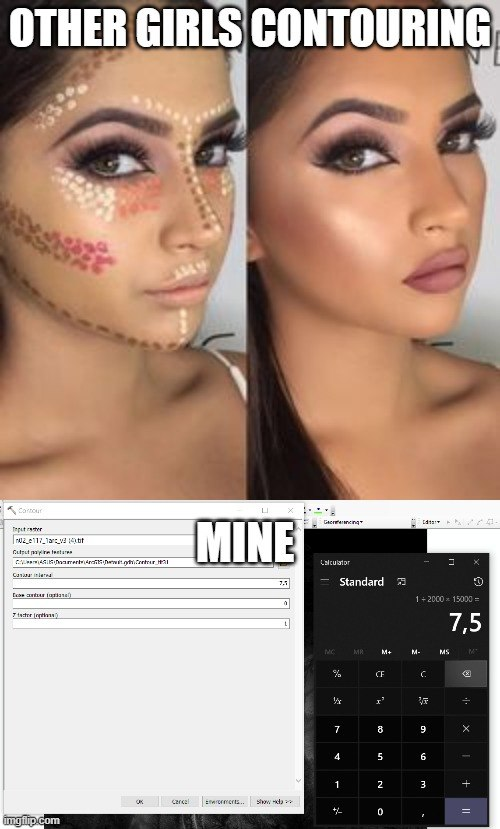 OTHER GIRLS CONTOURING
MINE
Contour
Input raster
n02_e117_1arc_v3 (4).tif
Output polyline features
C:\Users\ASUS\Documents\ArcGIS\Default.gdb\Contour_tif31
Contour interval
7,5
Base contour (optional)
0
Z factor (optional)
1
OK Cancel Environments... Show Help >>
Georeferencing
Editor
Calculator
Standard
1 ÷ 2000 × 15000 =
7,5
MC MR M+ M- MS M˅
% CE C
¹/x x² ²√x ÷
7 8 9 ×
4 5 6 −
1 2 3 +
+/− 0 , =
imgflip.com